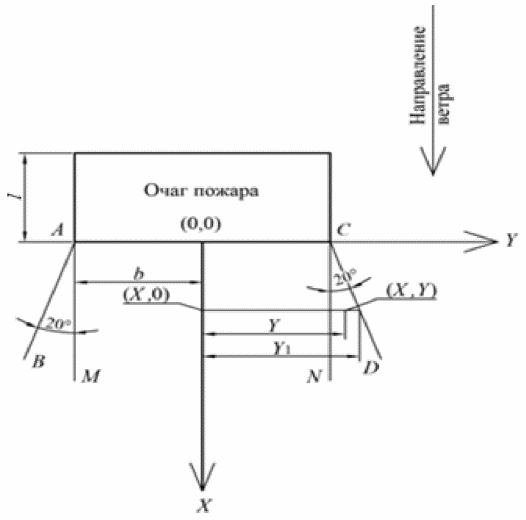 Направление
ветра
l
Очаг пожара
(0,0)
A
C
Y
b
(X,0)
20°
(X,Y)
20°
Y
Y1
B
M
N
D
X